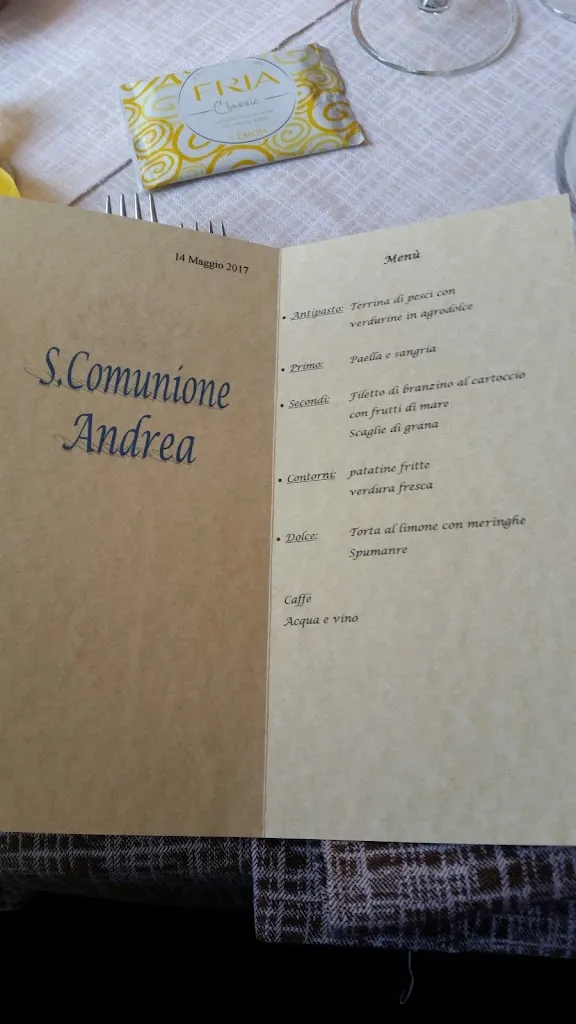 FRIA
Classic
LEMON
14 Maggio 2017
S.Comunione
Andrea
Menù
• Antipasto: Terrina di pesci con
verdurine in agrodolce
• Primo: Paella e sangria
• Secondi: Filetto di branzino al cartoccio
con frutti di mare
Scaglie di grana
• Contorni: patatine fritte
verdura fresca
• Dolce: Torta al limone con meringhe
Spumanre
Caffé
Acqua e vino